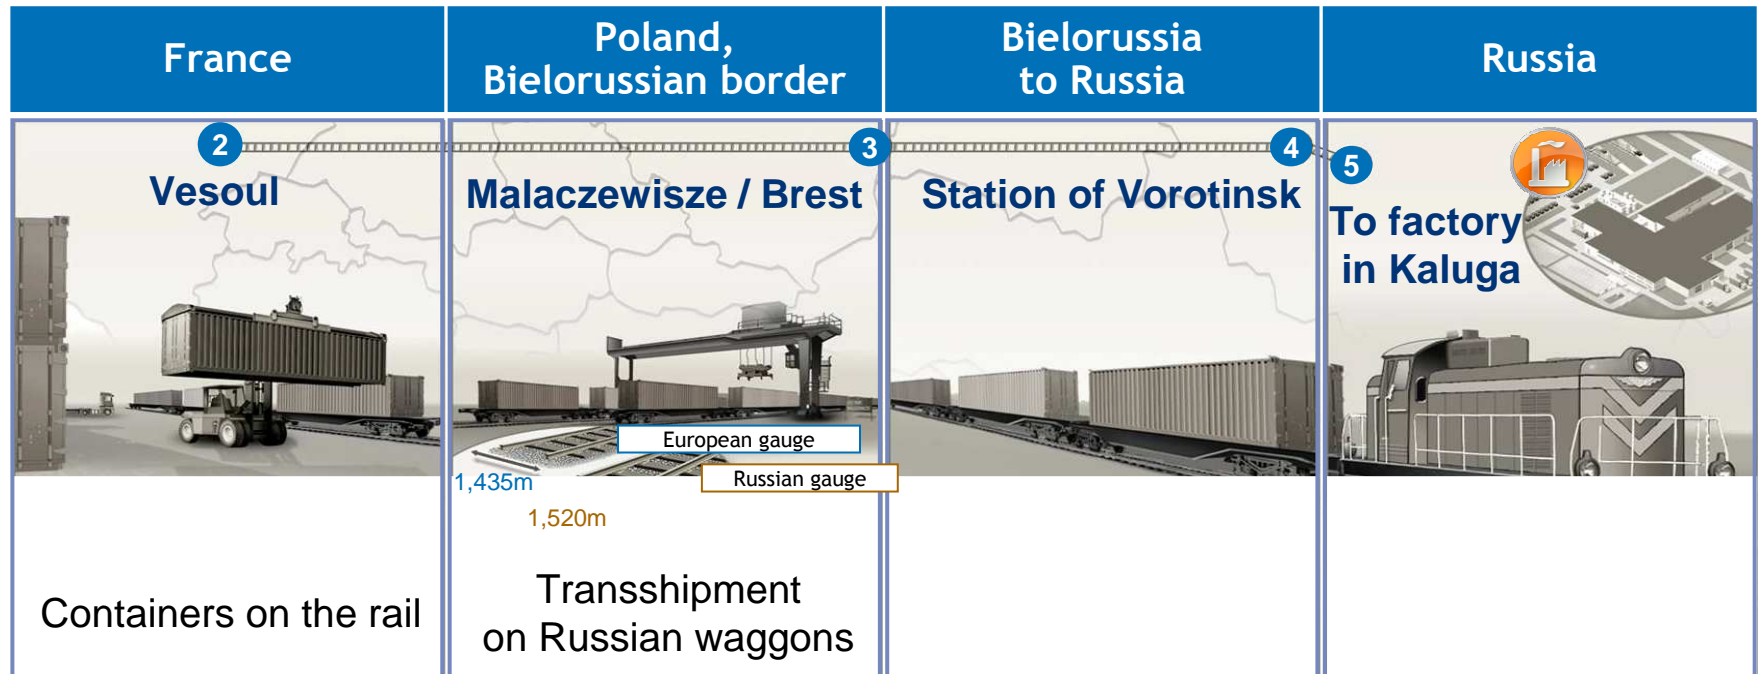 France
Poland,
Bielorussian border
Bielorussia
to Russia
Russia
2
Vesoul
3
Malaczewisze / Brest
4
Station of Vorotinsk
5
To factory
in Kaluga
European gauge
Russian gauge
1,435m
1,520m
Containers on the rail
Transshipment
on Russian waggons